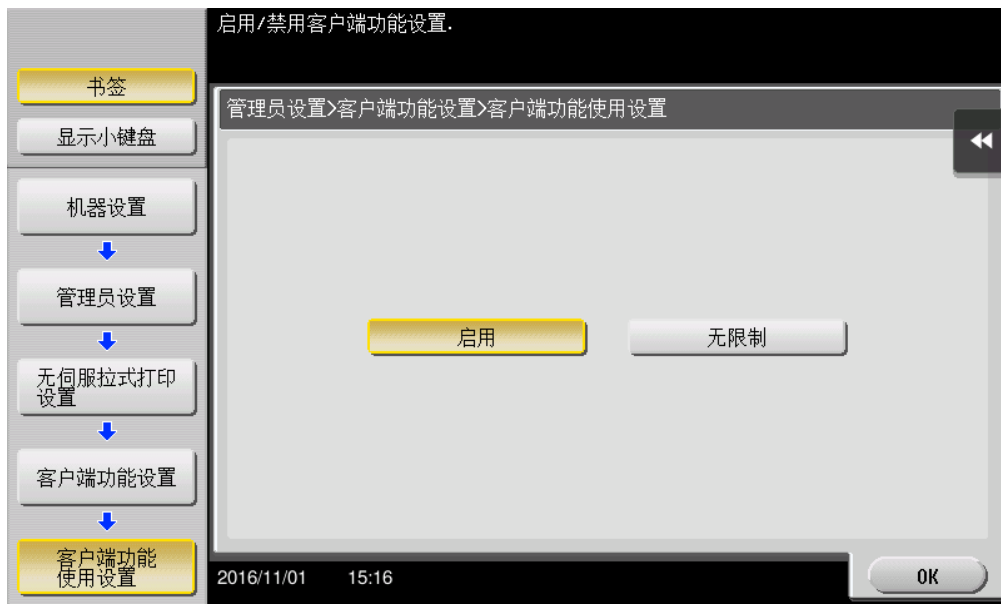 启用/禁用客户端功能设置.
书签
显示小键盘
机器设置
管理员设置
无伺服拉式打印
设置
客户端功能设置
客户端功能
使用设置
管理员设置>客户端功能设置>客户端功能使用设置
启用
无限制
2016/11/01 15:16
OK